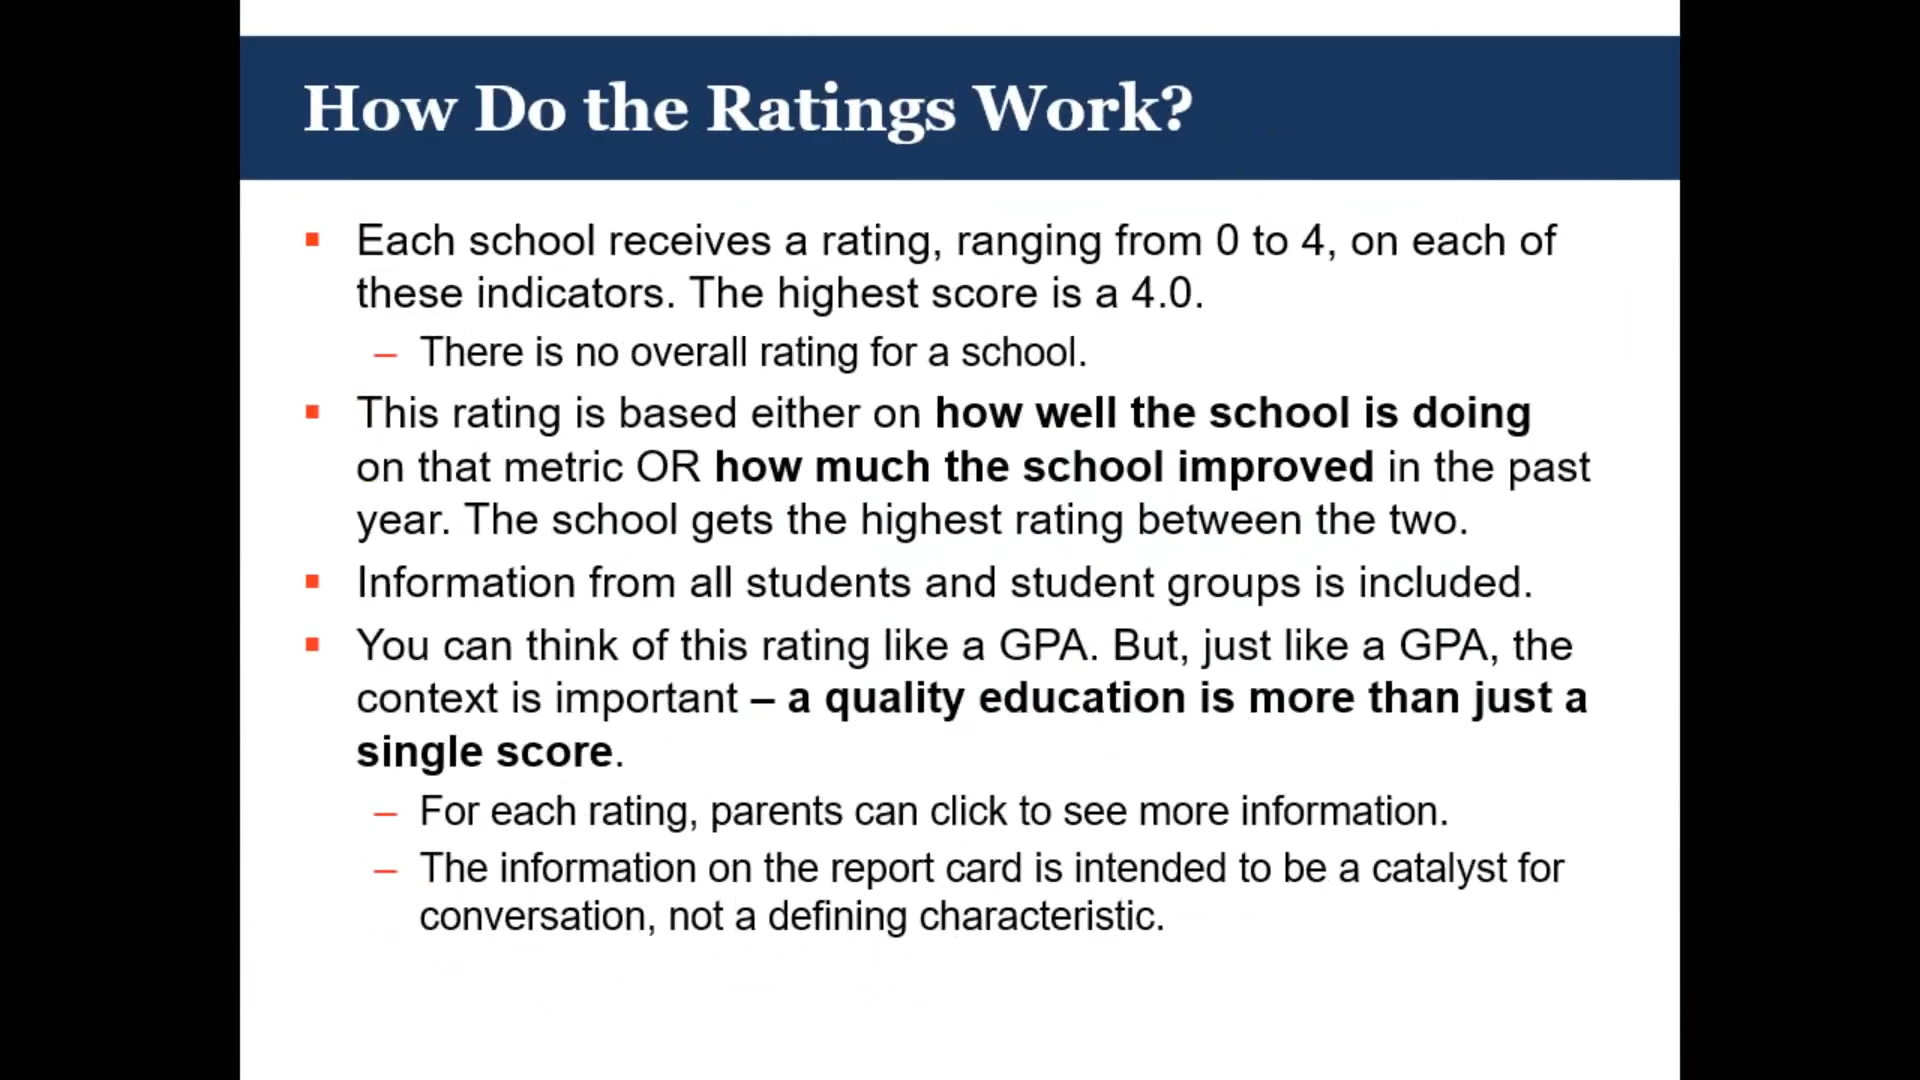 How Do the Ratings Work?
▪ Each school receives a rating, ranging from 0 to 4, on each of
these indicators. The highest score is a 4.0.
– There is no overall rating for a school.
▪ This rating is based either on how well the school is doing
on that metric OR how much the school improved in the past
year. The school gets the highest rating between the two.
▪ Information from all students and student groups is included.
▪ You can think of this rating like a GPA. But, just like a GPA, the
context is important – a quality education is more than just a
single score.
– For each rating, parents can click to see more information.
– The information on the report card is intended to be a catalyst for
conversation, not a defining characteristic.